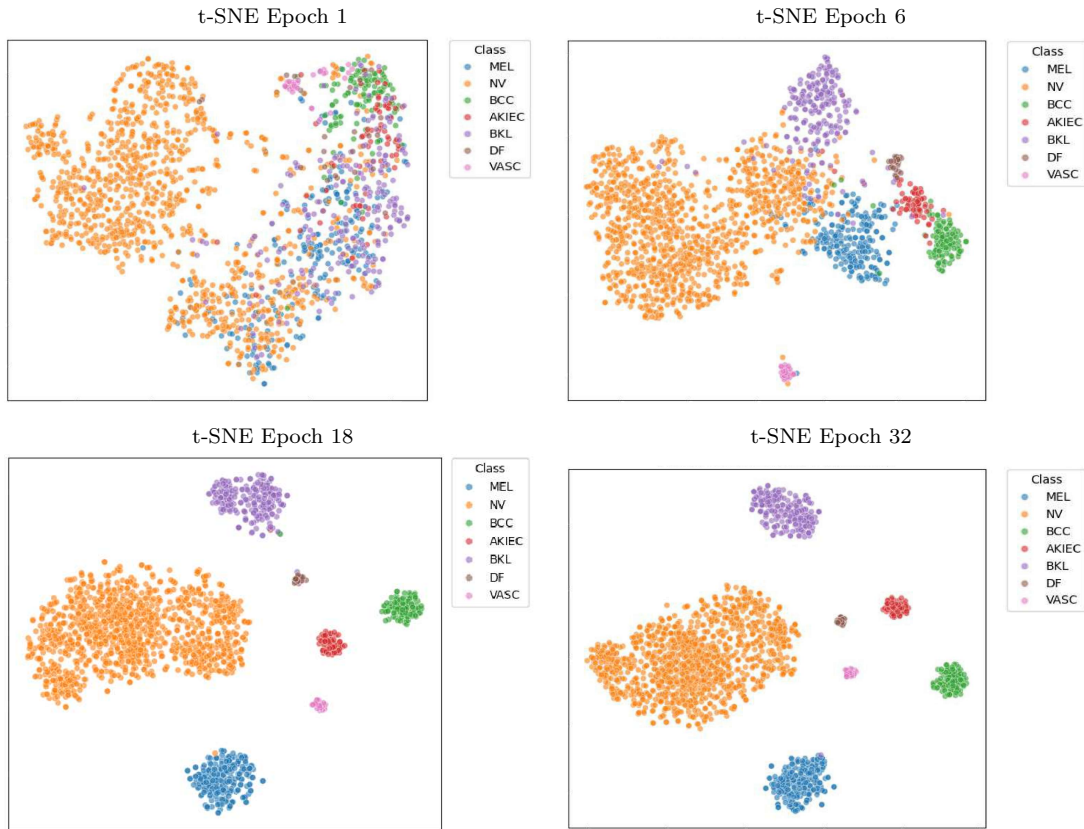 t-SNE Epoch 1
Class
MEL
NV
BCC
AKIEC
BKL
DF
VASC
t-SNE Epoch 6
Class
MEL
NV
BCC
AKIEC
BKL
DF
VASC
t-SNE Epoch 18
Class
MEL
NV
BCC
AKIEC
BKL
DF
VASC
t-SNE Epoch 32
Class
MEL
NV
BCC
AKIEC
BKL
DF
VASC